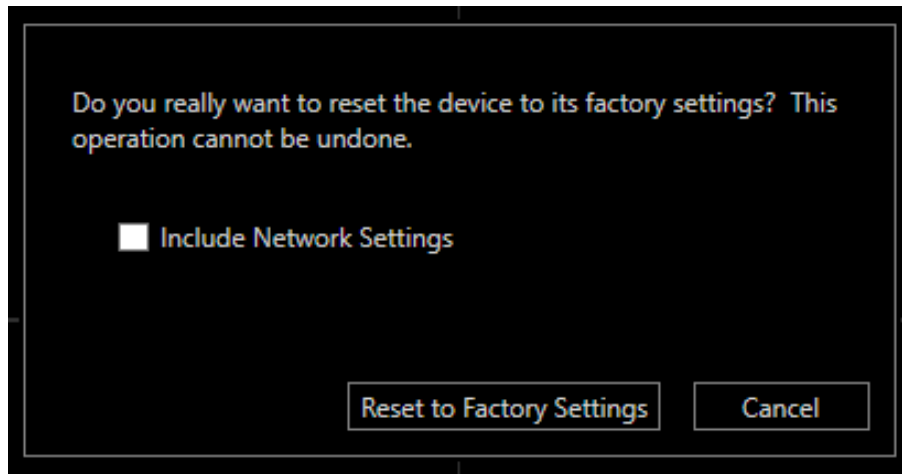 Do you really want to reset the device to its factory settings?  This
operation cannot be undone.
Include Network Settings
Reset to Factory Settings
Cancel